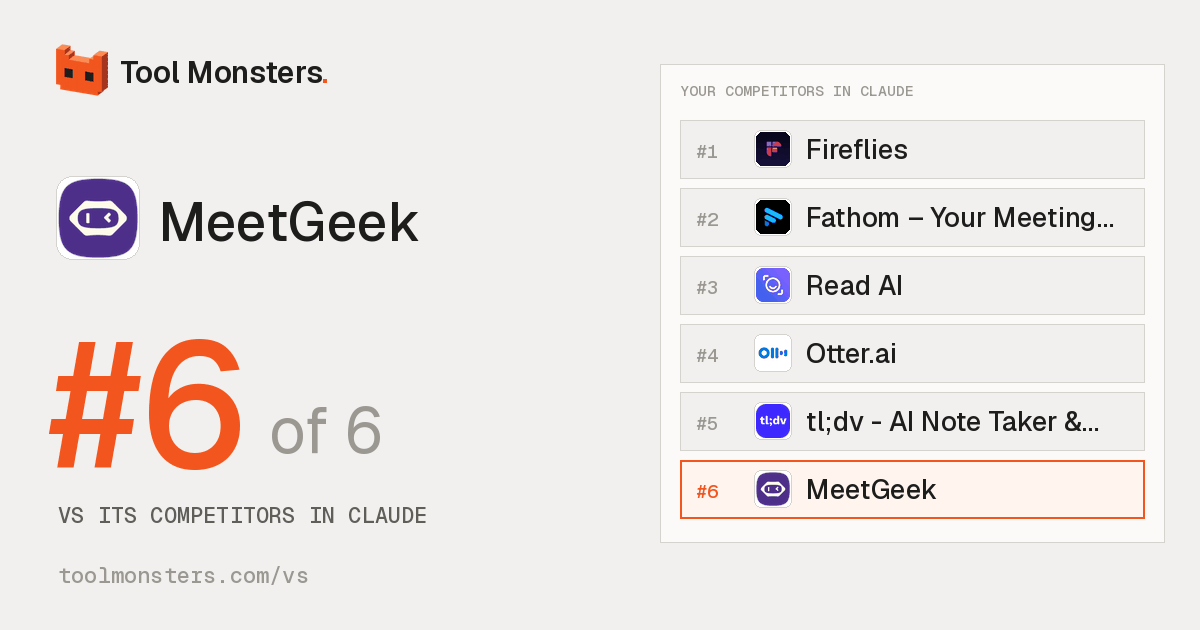 Tool Monsters.
MeetGeek
#6 of 6
VS ITS COMPETITORS IN CLAUDE
toolmonsters.com/vs
YOUR COMPETITORS IN CLAUDE
#1 Fireflies
#2 Fathom – Your Meeting...
#3 Read AI
#4 Otter.ai
#5 tl;dv tl;dv - AI Note Taker &...
#6 MeetGeek